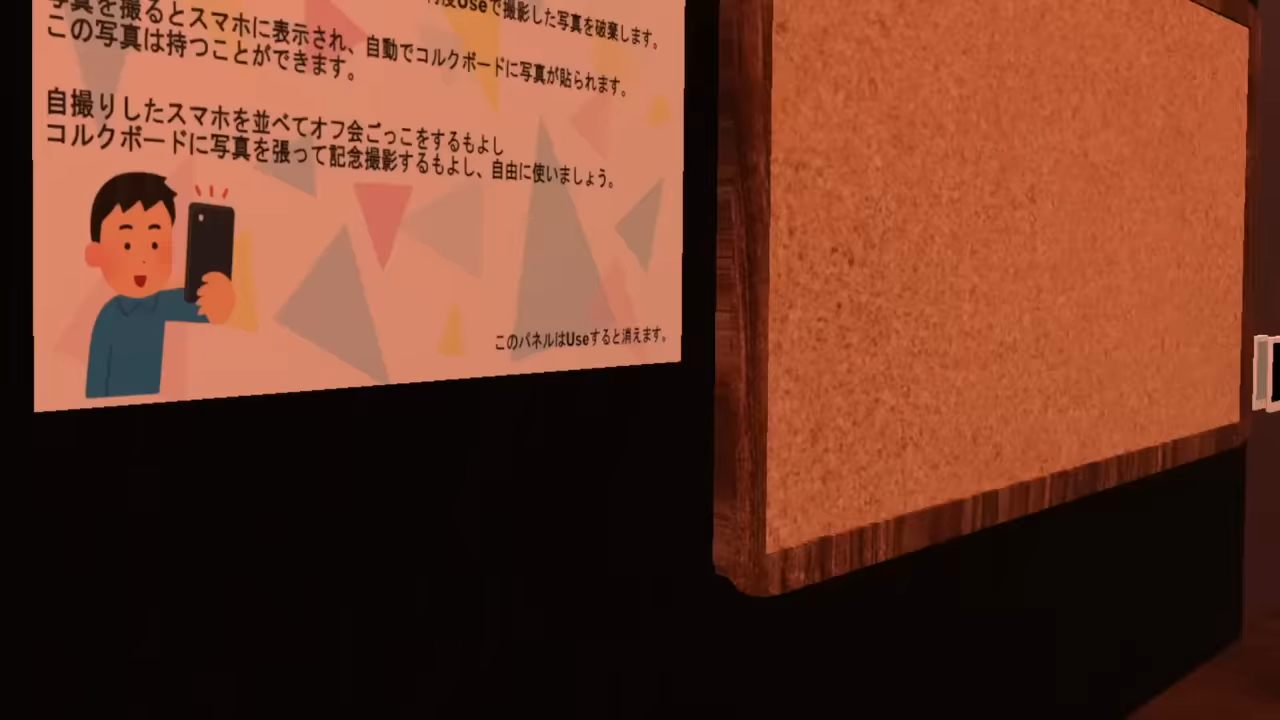 Useで撮影した写真を破棄します。
写真を撮るとスマホに表示され、自動でコルクボードに写真が貼られます。
この写真は持つことができます。
自撮りしたスマホを並べてオフ会ごっこをするもよし
コルクボードに写真を張って記念撮影するもよし、自由に使いましょう。
このパネルはUseすると消えます。